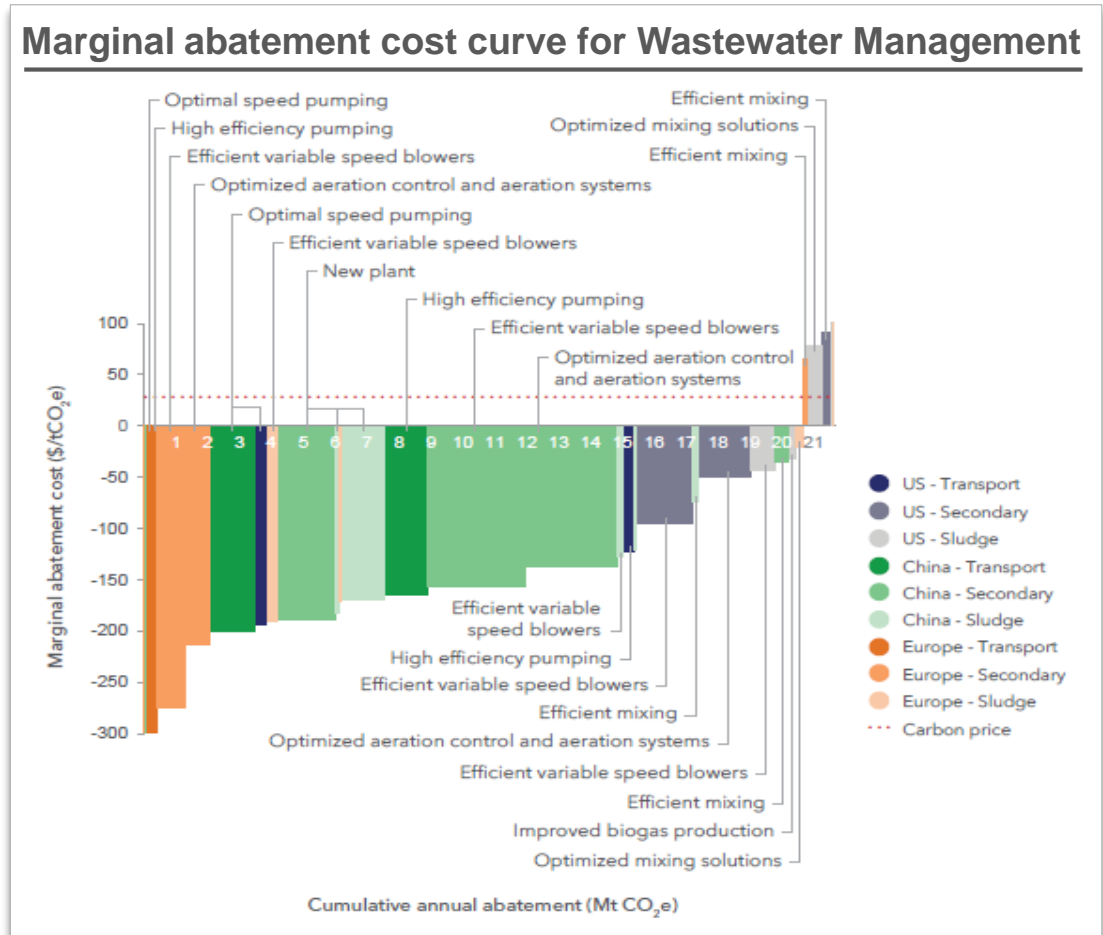 Marginal abatement cost curve for Wastewater Management
Optimal speed pumping
Efficient mixing
High efficiency pumping
Optimized mixing solutions
Efficient variable speed blowers
Efficient mixing
Optimized aeration control and aeration systems
Optimal speed pumping
Efficient variable speed blowers
New plant
High efficiency pumping
Efficient variable speed blowers
Optimized aeration control
and aeration systems
Marginal abatement cost ($/tCO₂e)
100
50
0
-50
-100
-150
-200
-250
-300
1 2 3 4 5 6 7 8 9 10 11 12 13 14 15 16 17 18 19 20 21
US - Transport
US - Secondary
US - Sludge
China - Transport
China - Secondary
China - Sludge
Europe - Transport
Europe - Secondary
Europe - Sludge
Carbon price
Efficient variable
speed blowers
High efficiency pumping
Efficient variable speed blowers
Efficient mixing
Optimized aeration control and aeration systems
Efficient variable speed blowers
Efficient mixing
Improved biogas production
Optimized mixing solutions
Cumulative annual abatement (Mt CO₂e)